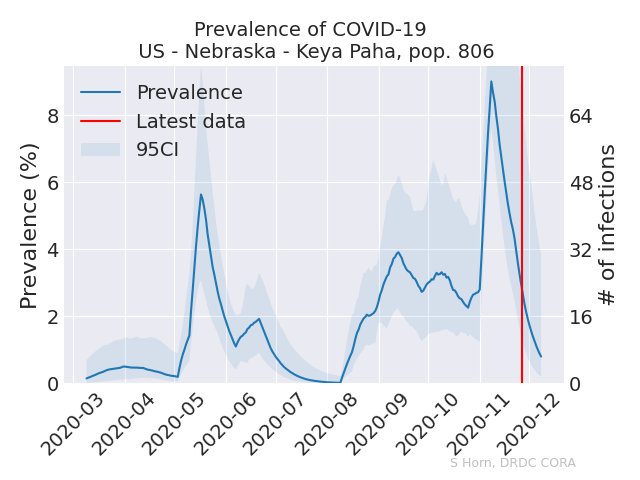 Prevalence of COVID-19
US - Nebraska - Keya Paha, pop. 806
Prevalence
Latest data
95CI
Prevalence (%)
8
6
4
2
0
# of infections
64
48
32
16
0
2020-03
2020-04
2020-05
2020-06
2020-07
2020-08
2020-09
2020-10
2020-11
2020-12
S Horn, DRDC CORA